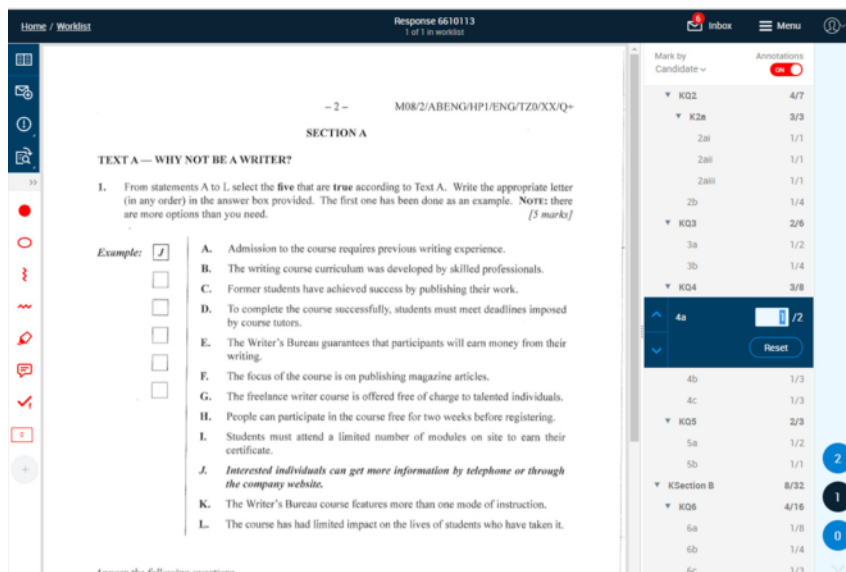 Home / Worklist
Response 6610113
1 of 1 in worklist
6
Inbox
Menu
Mark by
Candidate
Annotations
ON
– 2 –
M08/2/ABENG/HP1/ENG/TZ0/XX/Q+
SECTION A
TEXT A — WHY NOT BE A WRITER?
1. From statements A to L select the five that are true according to Text A. Write the appropriate letter
(in any order) in the answer box provided. The first one has been done as an example. NOTE: there
are more options than you need. [5 marks]
Example: J
A. Admission to the course requires previous writing experience.
B. The writing course curriculum was developed by skilled professionals.
C. Former students have achieved success by publishing their work.
D. To complete the course successfully, students must meet deadlines imposed
by course tutors.
E. The Writer's Bureau guarantees that participants will earn money from their
writing.
F. The focus of the course is on publishing magazine articles.
G. The freelance writer course is offered free of charge to talented individuals.
H. People can participate in the course free for two weeks before registering.
I. Students must attend a limited number of modules on site to earn their
certificate.
J. Interested individuals can get more information by telephone or through
the company website.
K. The Writer's Bureau course features more than one mode of instruction.
L. The course has had limited impact on the lives of students who have taken it.
KQ2 4/7
K2a 3/3
2ai 1/1
2aii 1/1
2aiii 1/1
2b 1/4
KQ3 2/6
3a 1/2
3b 1/4
KQ4 3/8
4a 1 /2
Reset
4b 1/3
4c 1/3
KQ5 2/3
5a 1/2
5b 1/1
KSection B 8/32
KQ6 4/16
6a 1/8
6b 1/4
6c 1/3
2
1
0